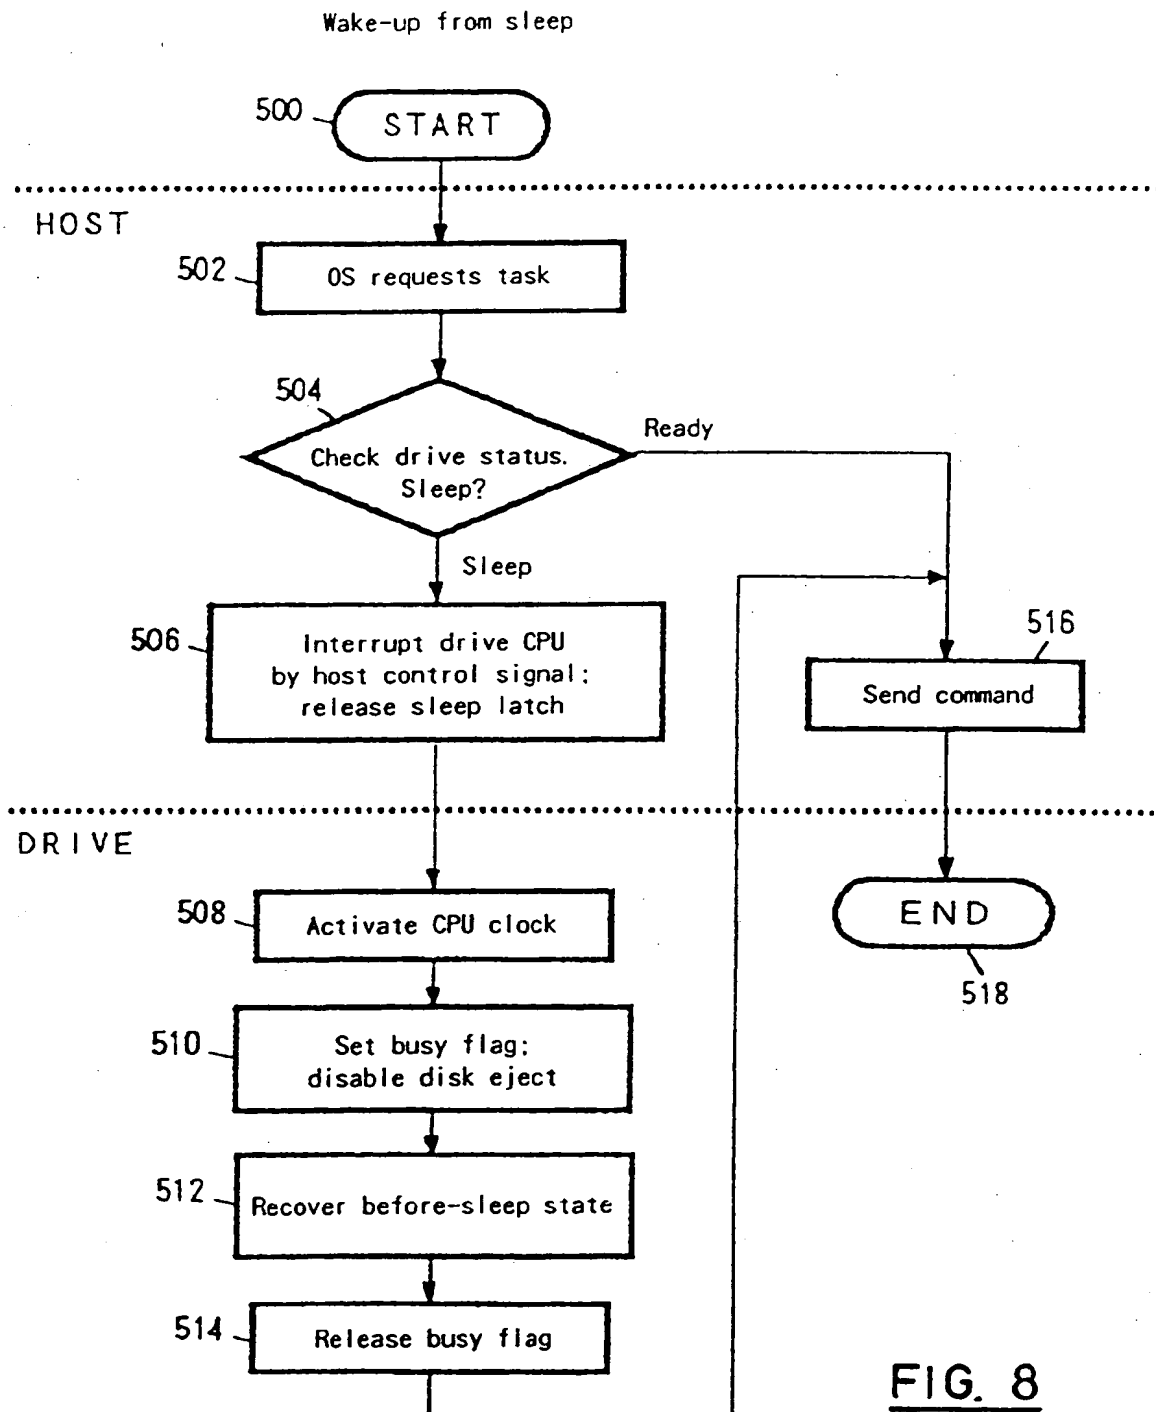 Wake-up from sleep
500
START
HOST
502
OS requests task
504
Check drive status.
Sleep?
Ready
Sleep
506
Interrupt drive CPU
by host control signal;
release sleep latch
516
Send command
DRIVE
508
Activate CPU clock
END
518
510
Set busy flag;
disable disk eject
512
Recover before-sleep state
514
Release busy flag
FIG. 8